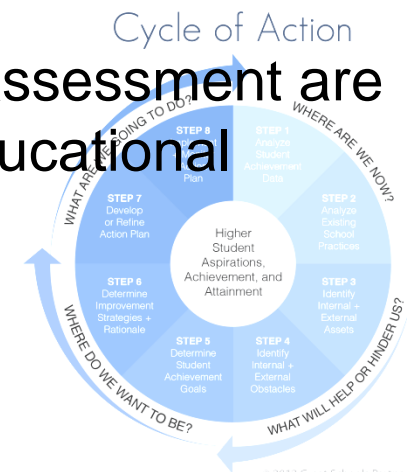 Cycle of Action
ssessment are
ucational
WHAT ARE WE GOING TO DO?
WHERE ARE WE NOW?
WHAT WILL HELP OR HINDER US?
WHERE DO WE WANT TO BE?
STEP 1
Analyze
Student
Achievement
Data
STEP 2
Analyze
Existing
School
Practices
STEP 3
Identify
Internal +
External
Assets
STEP 4
Identify
Internal +
External
Obstacles
STEP 5
Determine
Student
Achievement
Goals
STEP 6
Determine
Improvement
Strategies +
Rationale
STEP 7
Develop
or Refine
Action Plan
STEP 8
Plan
Higher
Student
Aspirations,
Achievement, and
Attainment